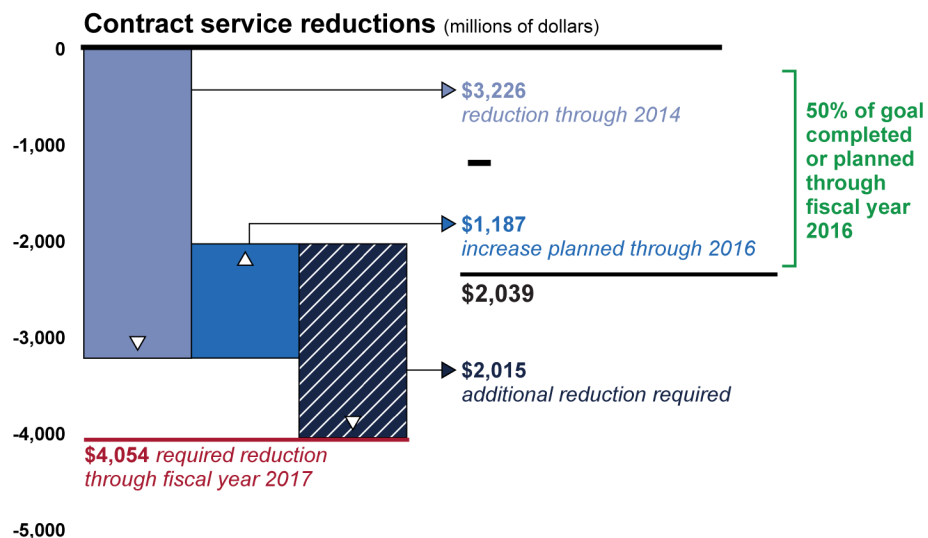 Contract service reductions (millions of dollars)
0
-1,000
-2,000
-3,000
-4,000
-5,000
$3,226
reduction through 2014
$1,187
increase planned through 2016
$2,039
$2,015
additional reduction required
$4,054 required reduction
through fiscal year 2017
50% of goal
completed
or planned
through
fiscal year
2016